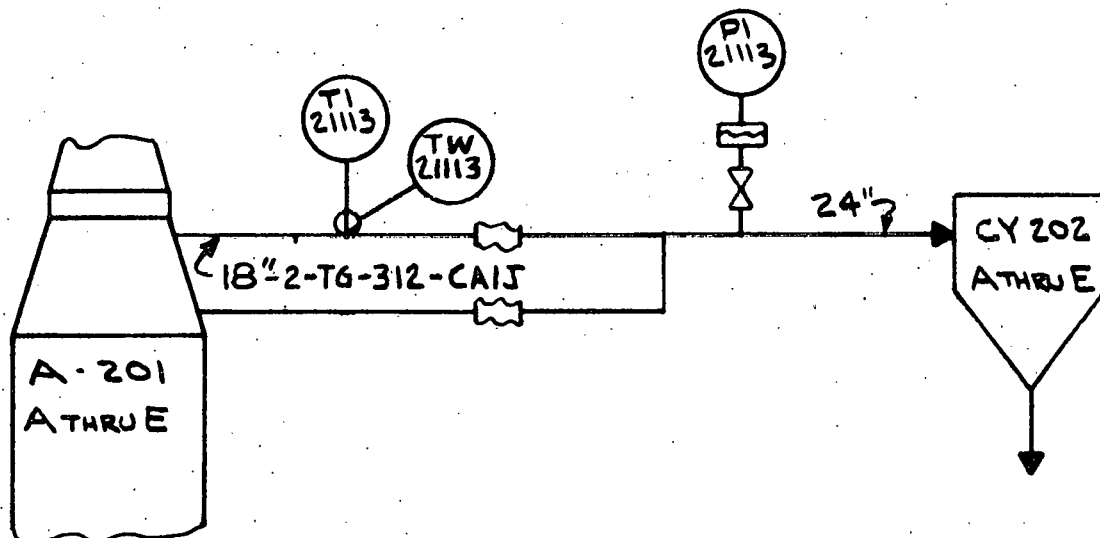 PI
21113
TI
21113
TW
21113
24"
18"-2-TG-312-CA1J
CY 202
A THRU E
A-201
A THRU E